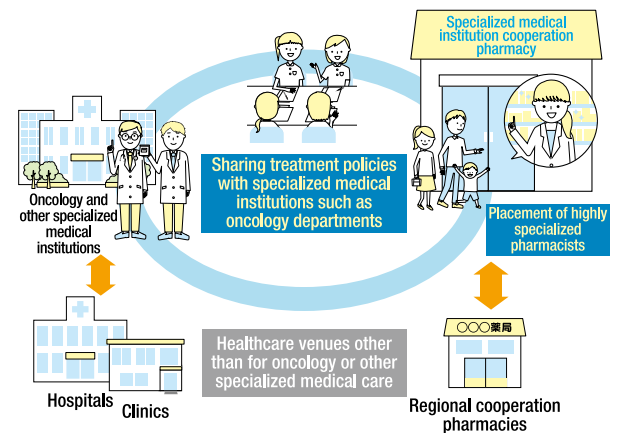 Specialized medical
institution cooperation
pharmacy
Sharing treatment policies
with specialized medical
institutions such as
oncology departments
Oncology and
other specialized
medical
institutions
Placement of highly
specialized
pharmacists
Healthcare venues other
than for oncology or other
specialized medical care
○○○薬局
Hospitals
Clinics
Regional cooperation
pharmacies